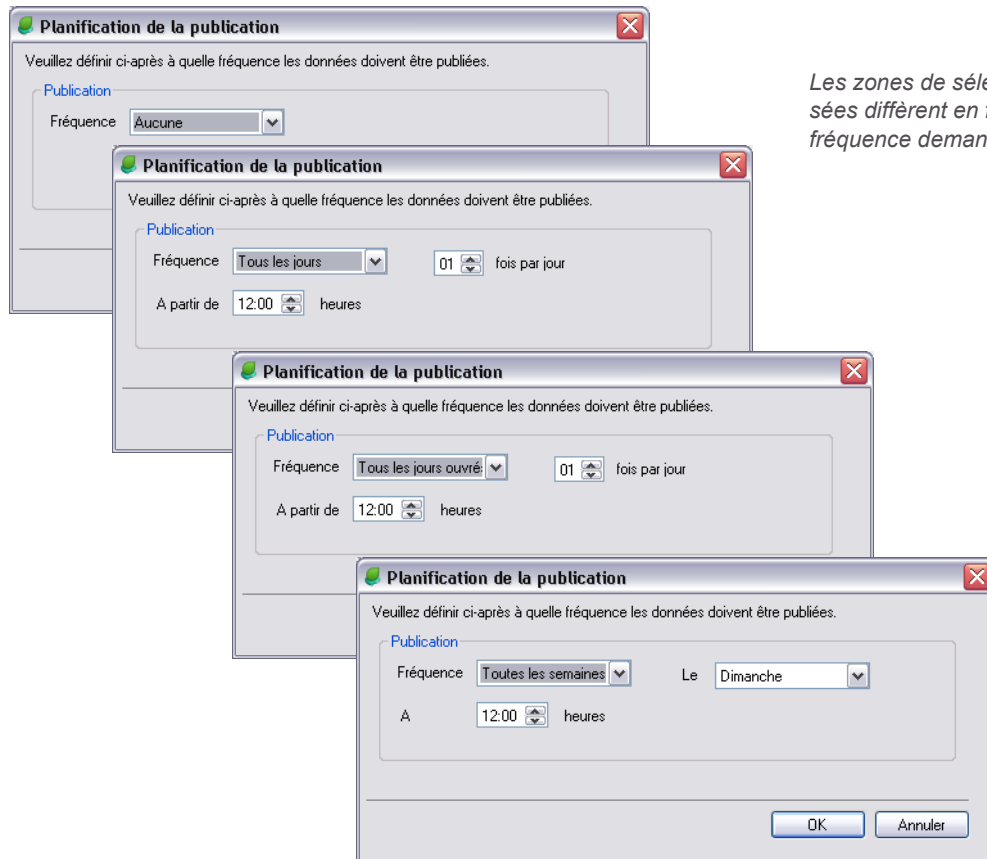 Planification de la publication
Veuillez définir ci-après à quelle fréquence les données doivent être publiées.
Publication
Fréquence Aucune
Les zones de séle
sées diffèrent en f
fréquence deman
Planification de la publication
Veuillez définir ci-après à quelle fréquence les données doivent être publiées.
Publication
Fréquence Tous les jours 01 fois par jour
A partir de 12:00 heures
Planification de la publication
Veuillez définir ci-après à quelle fréquence les données doivent être publiées.
Publication
Fréquence Tous les jours ouvré 01 fois par jour
A partir de 12:00 heures
Planification de la publication
Veuillez définir ci-après à quelle fréquence les données doivent être publiées.
Publication
Fréquence Toutes les semaines Le Dimanche
A 12:00 heures
OK Annuler